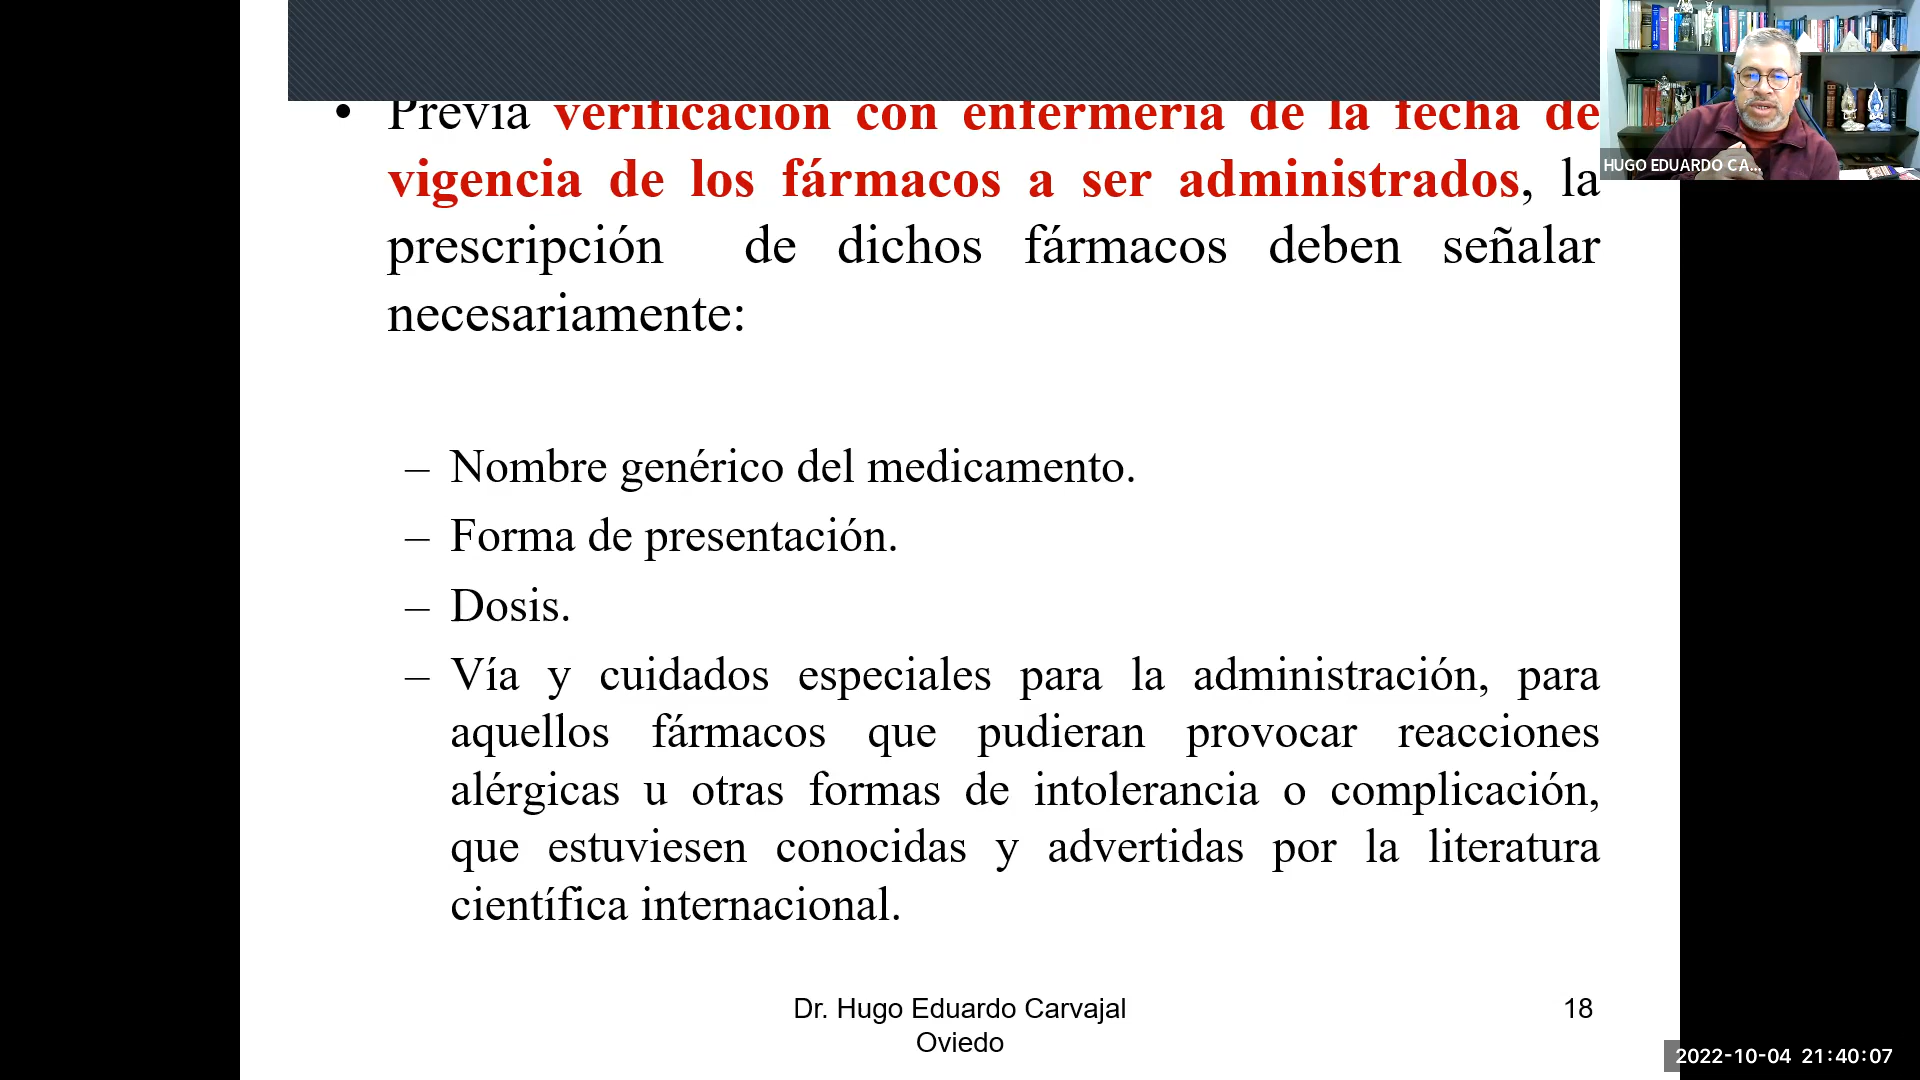 • Previa verificación con enfermería de la fecha de
vigencia de los fármacos a ser administrados, la
prescripción de dichos fármacos deben señalar
necesariamente:
– Nombre genérico del medicamento.
– Forma de presentación.
– Dosis.
– Vía y cuidados especiales para la administración, para
aquellos fármacos que pudieran provocar reacciones
alérgicas u otras formas de intolerancia o complicación,
que estuviesen conocidas y advertidas por la literatura
científica internacional.
Dr. Hugo Eduardo Carvajal
Oviedo
18
HUGO EDUARDO CA...
2022-10-04 21:40:07